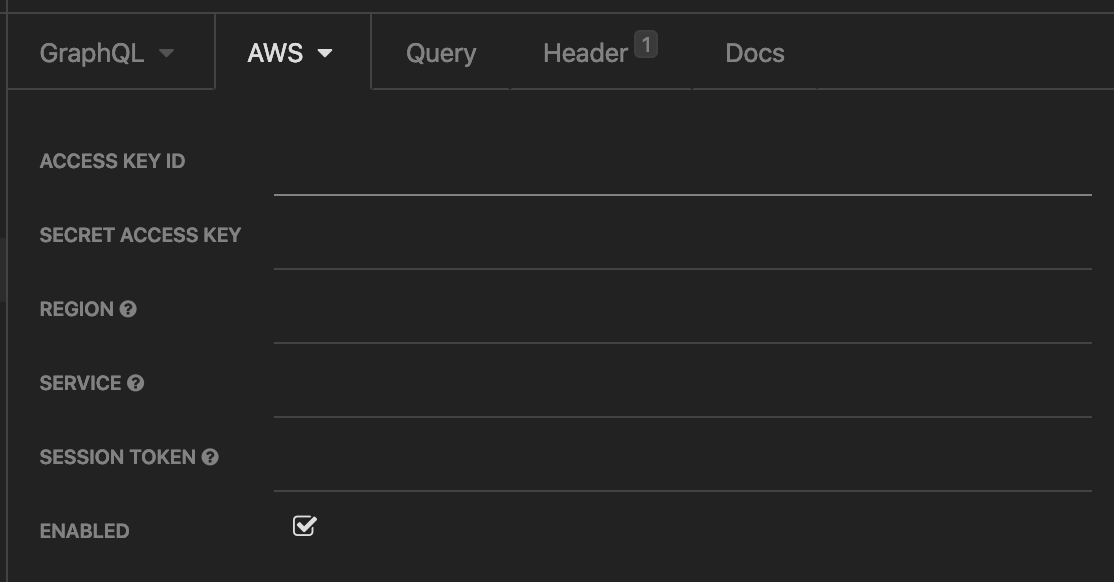 GraphQL AWS Query Header 1 Docs
ACCESS KEY ID
SECRET ACCESS KEY
REGION ?
SERVICE ?
SESSION TOKEN ?
ENABLED